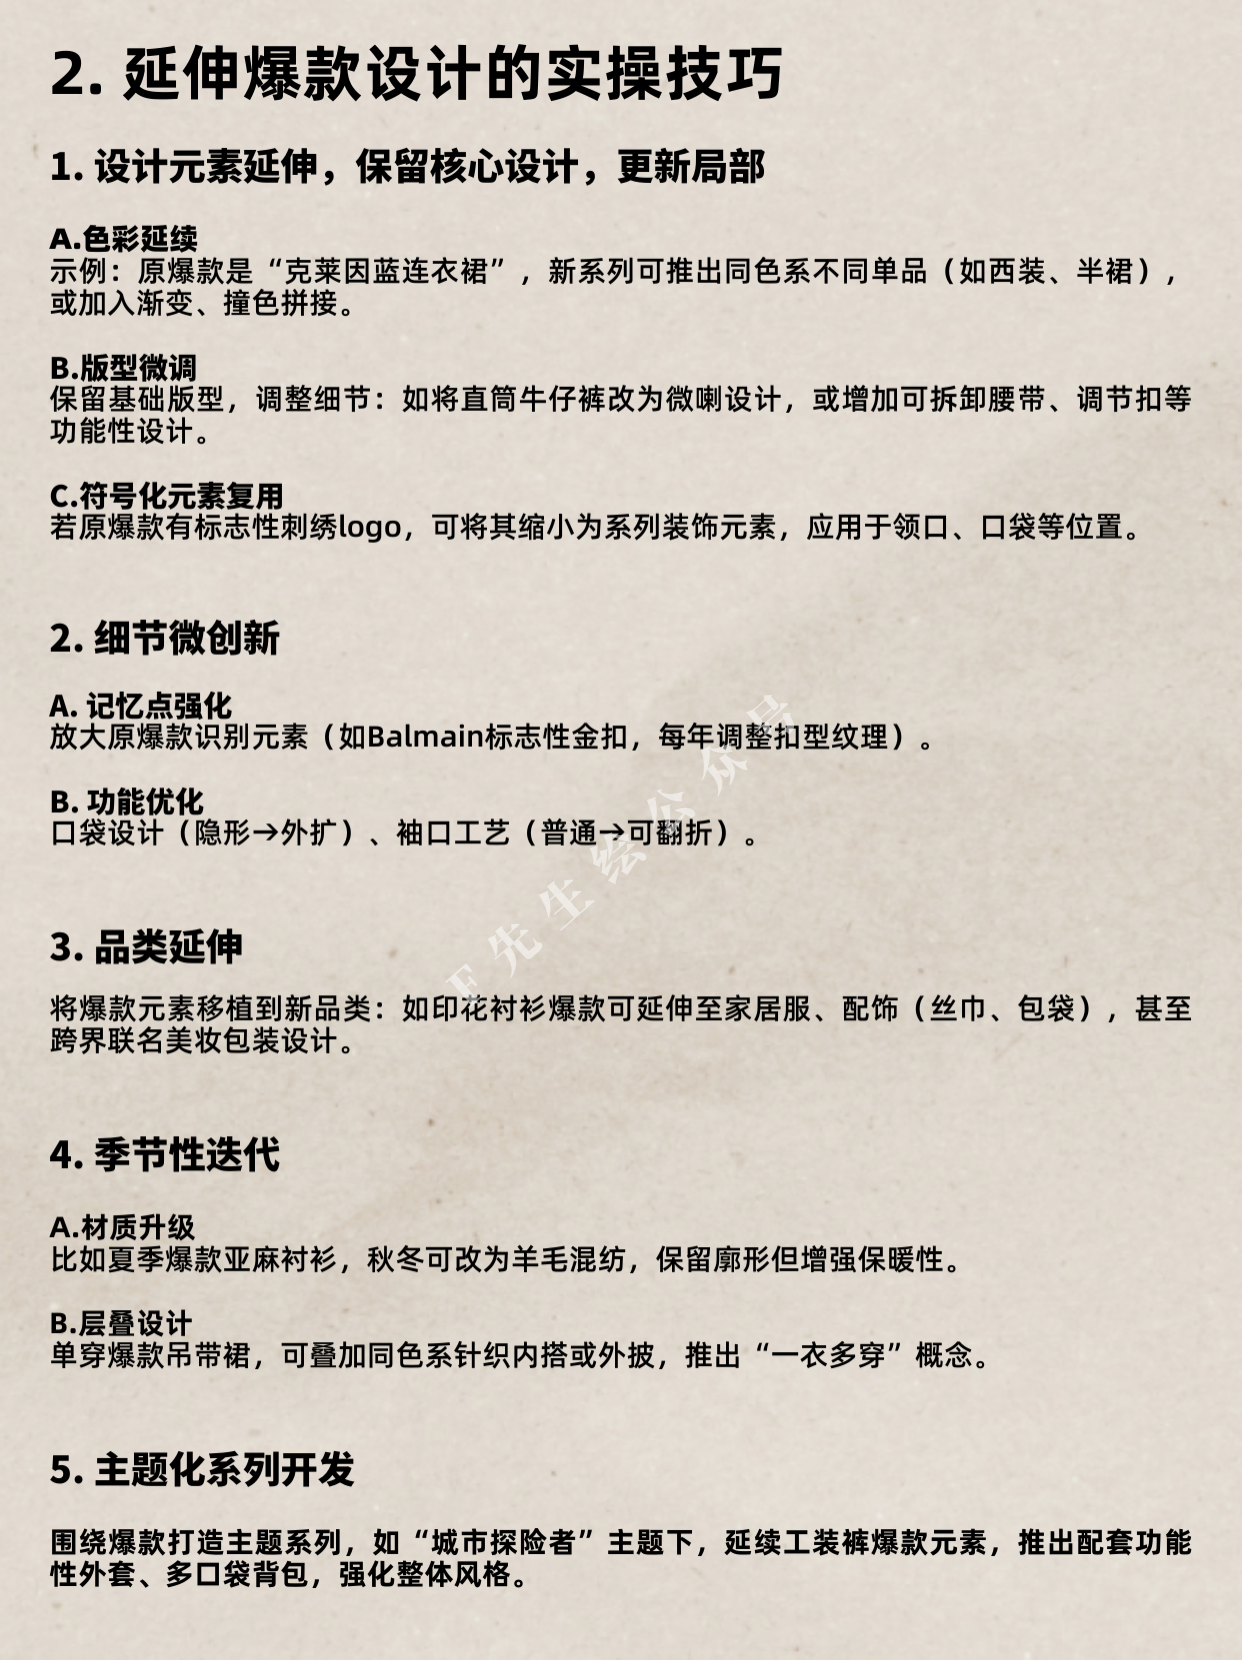 2. 延伸爆款设计的实操技巧
1. 设计元素延伸，保留核心设计，更新局部
A.色彩延续
示例：原爆款是“克莱因蓝连衣裙”，新系列可推出同色系不同单品（如西装、半裙），
或加入渐变、撞色拼接。
B.版型微调
保留基础版型，调整细节：如将直筒牛仔裤改为微喇设计，或增加可拆卸腰带、调节扣等
功能性设计。
C.符号化元素复用
若原爆款有标志性刺绣logo，可将其缩小为系列装饰元素，应用于领口、口袋等位置。
2. 细节微创新
A. 记忆点强化
放大原爆款识别元素（如Balmain标志性金扣，每年调整扣型纹理）。
B. 功能优化
口袋设计（隐形→外扩）、袖口工艺（普通→可翻折）。
3. 品类延伸
将爆款元素移植到新品类：如印花衬衫爆款可延伸至家居服、配饰（丝巾、包袋），甚至
跨界联名美妆包装设计。
4. 季节性迭代
A.材质升级
比如夏季爆款亚麻衬衫，秋冬可改为羊毛混纺，保留廓形但增强保暖性。
B.层叠设计
单穿爆款吊带裙，可叠加同色系针织内搭或外披，推出“一衣多穿”概念。
5. 主题化系列开发
围绕爆款打造主题系列，如“城市探险者”主题下，延续工装裤爆款元素，推出配套功能
性外套、多口袋背包，强化整体风格。
F先生绘公众号